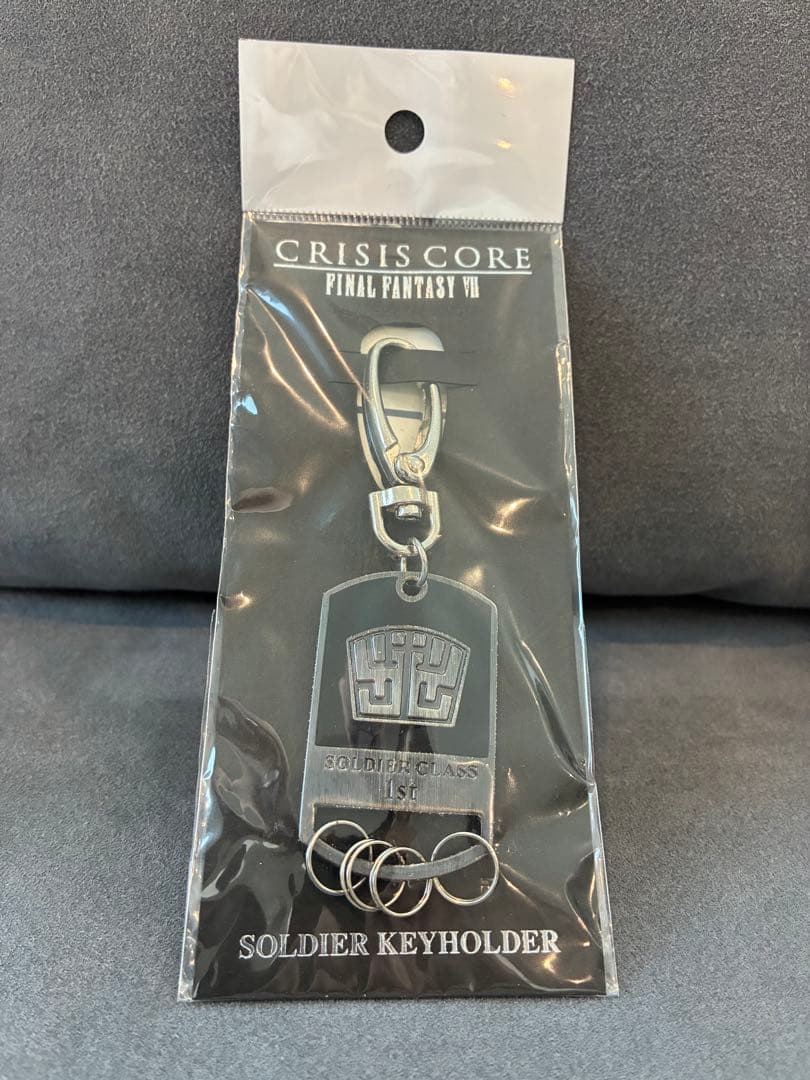 CRISIS CORE
FINAL FANTASY VII
SOLDIER CLASS
1st
SOLDIER KEYHOLDER